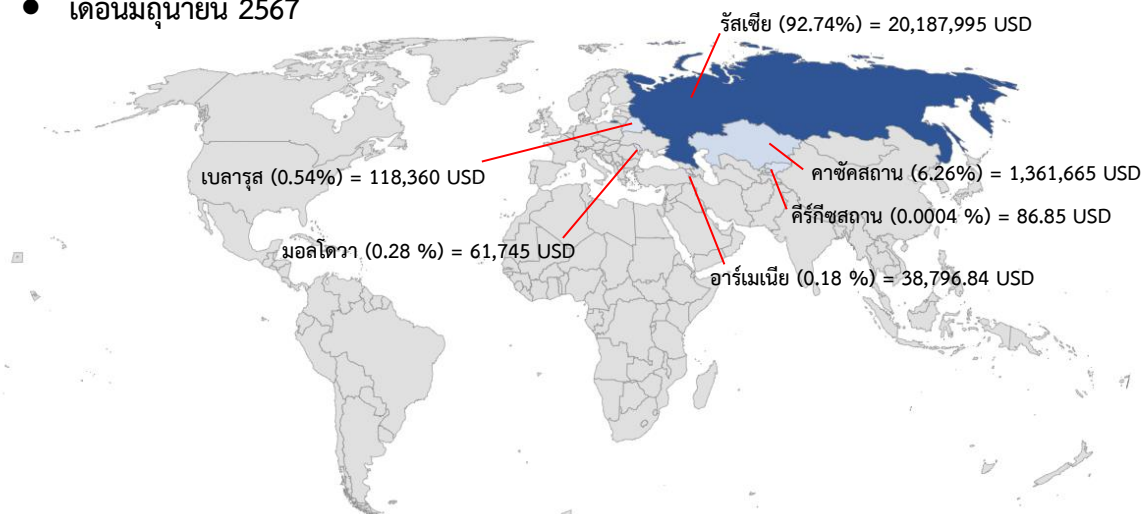 ● เดือนมิถุนายน 2567
รัสเซีย (92.74%) = 20,187,995 USD
เบลารุส (0.54%) = 118,360 USD
คาซัคสถาน (6.26%) = 1,361,665 USD
คีร์กีซสถาน (0.0004 %) = 86.85 USD
มอลโดวา (0.28 %) = 61,745 USD
อาร์เมเนีย (0.18 %) = 38,796.84 USD